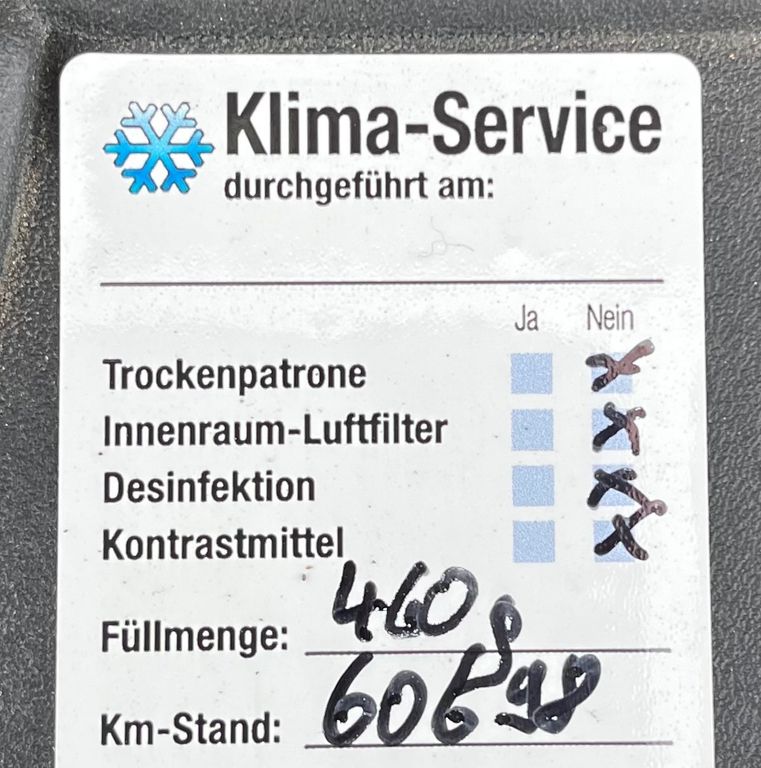 Klima-Service
durchgeführt am:
Ja Nein
Trockenpatrone
Innenraum-Luftfilter
Desinfektion
Kontrastmittel
Füllmenge: 460 g
Km-Stand: 60698